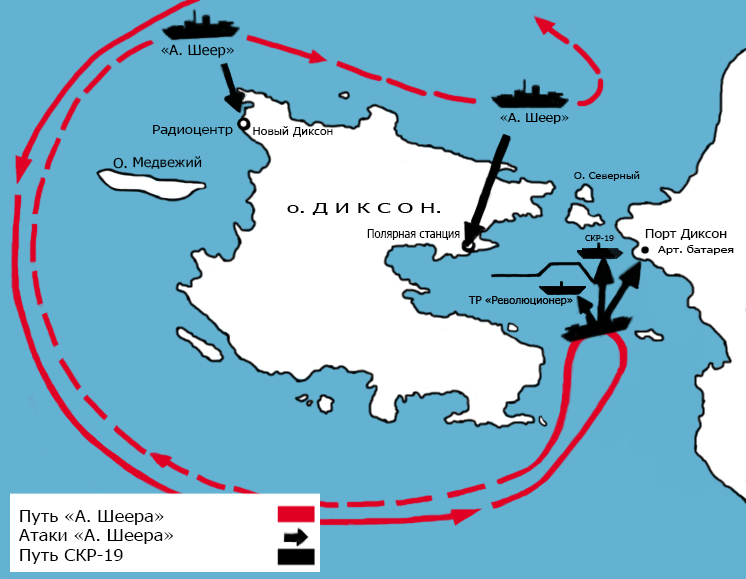 «А. Шеер»
«А. Шеер»
Радиоцентр
Новый Диксон
О. Медвежий
О. Северный
о. ДИКСОН.
Полярная станция
Порт Диксон
СКР-19
Арт. батарея
ТР «Революционер»
Путь «А. Шеера»
Атаки «А. Шеера»
Путь СКР-19